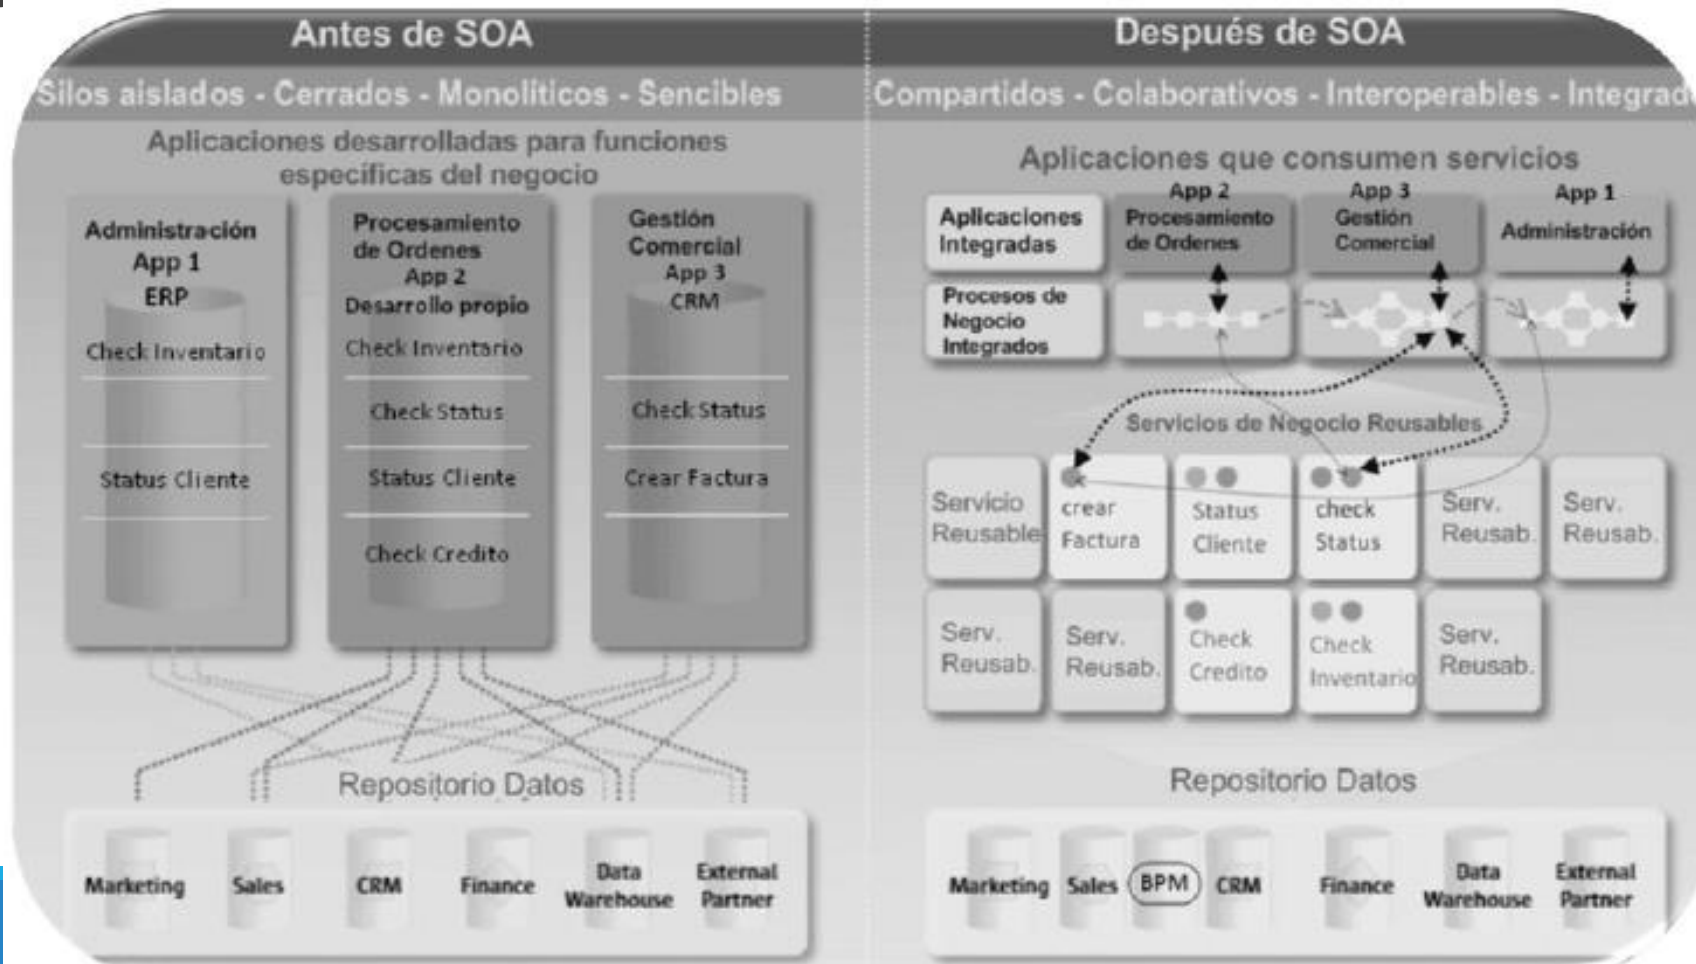 Antes de SOA
Silos aislados - Cerrados - Monolíticos - Sencibles
Aplicaciones desarrolladas para funciones
específicas del negocio
Administración
App 1
ERP
Check Inventario
Status Cliente
Procesamiento
de Ordenes
App 2
Desarrollo propio
Check Inventario
Check Status
Status Cliente
Check Credito
Gestión
Comercial
App 3
CRM
Check Status
Crear Factura
Repositorio Datos
Marketing
Sales
CRM
Finance
Data
Warehouse
External
Partner
Después de SOA
Compartidos - Colaborativos - Interoperables - Integrad
Aplicaciones que consumen servicios
Aplicaciones
Integradas
App 2
Procesamiento
de Ordenes
App 3
Gestión
Comercial
App 1
Administración
Procesos de
Negocio
Integrados
Servicios de Negocio Reusables
Servicio
Reusable
crear
Factura
Status
Cliente
check
Status
Serv.
Reusab.
Serv.
Reusab.
Serv.
Reusab.
Serv.
Reusab.
Check
Credito
Check
Inventario
Serv.
Reusab.
Repositorio Datos
Marketing
Sales
BPM
CRM
Finance
Data
Warehouse
External
Partner